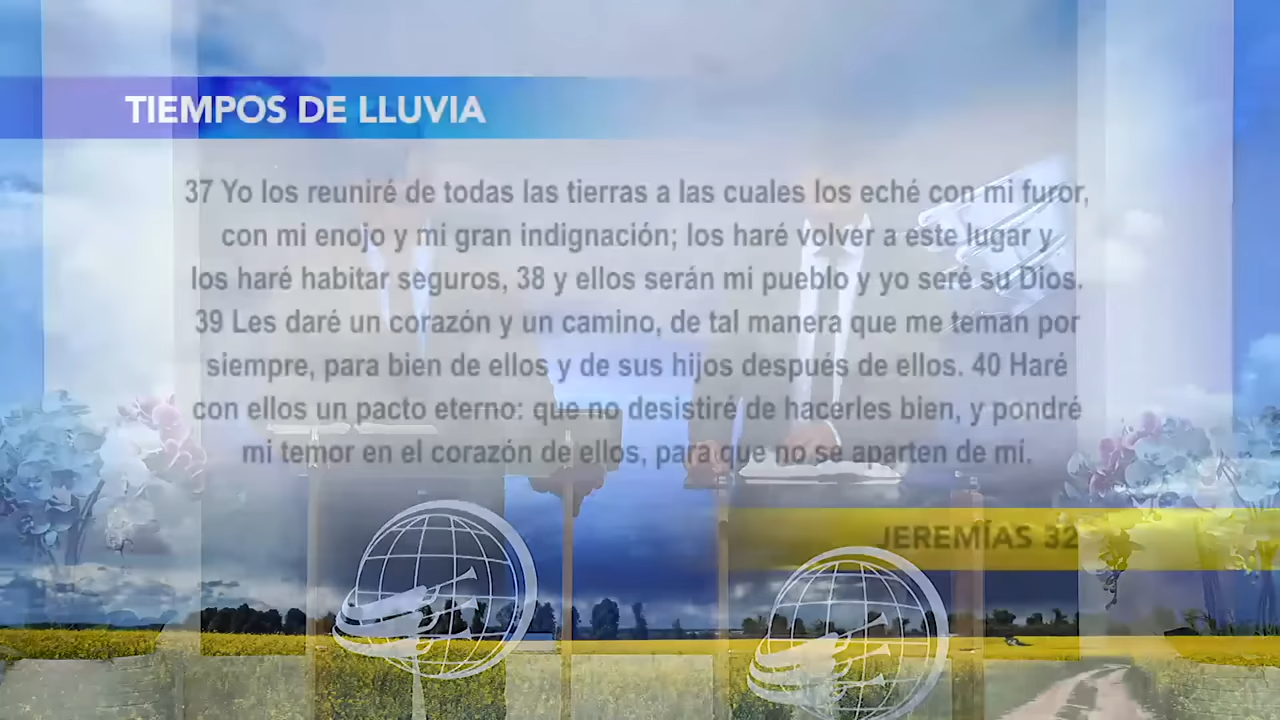 TIEMPOS DE LLUVIA
37 Yo los reuniré de todas las tierras a las cuales los eché con mi furor,
con mi enojo y mi gran indignación; los haré volver a este lugar y
los haré habitar seguros, 38 y ellos serán mi pueblo y yo seré su Dios.
39 Les daré un corazón y un camino, de tal manera que me teman por
siempre, para bien de ellos y de sus hijos después de ellos. 40 Haré
con ellos un pacto eterno: que no desistiré de hacerles bien, y pondré
mi temor en el corazón de ellos, para que no se aparten de mí.
JEREMÍAS 32